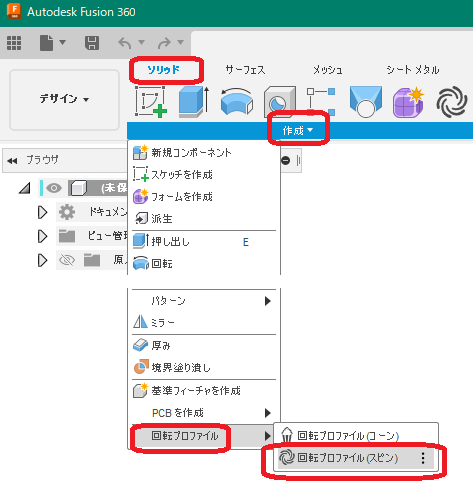 Autodesk Fusion 360
ソリッド
サーフェス
メッシュ
シート メタル
デザイン
作成
ブラウザ
新規コンポーネント
スケッチを作成
フォームを作成
派生
押し出し E
回転
(未保
ドキュメン
ビュー管理
原
パターン
ミラー
厚み
境界塗り潰し
基準フィーチャを作成
PCB を作成
回転プロファイル
回転プロファイル(コーン)
回転プロファイル(スピン)